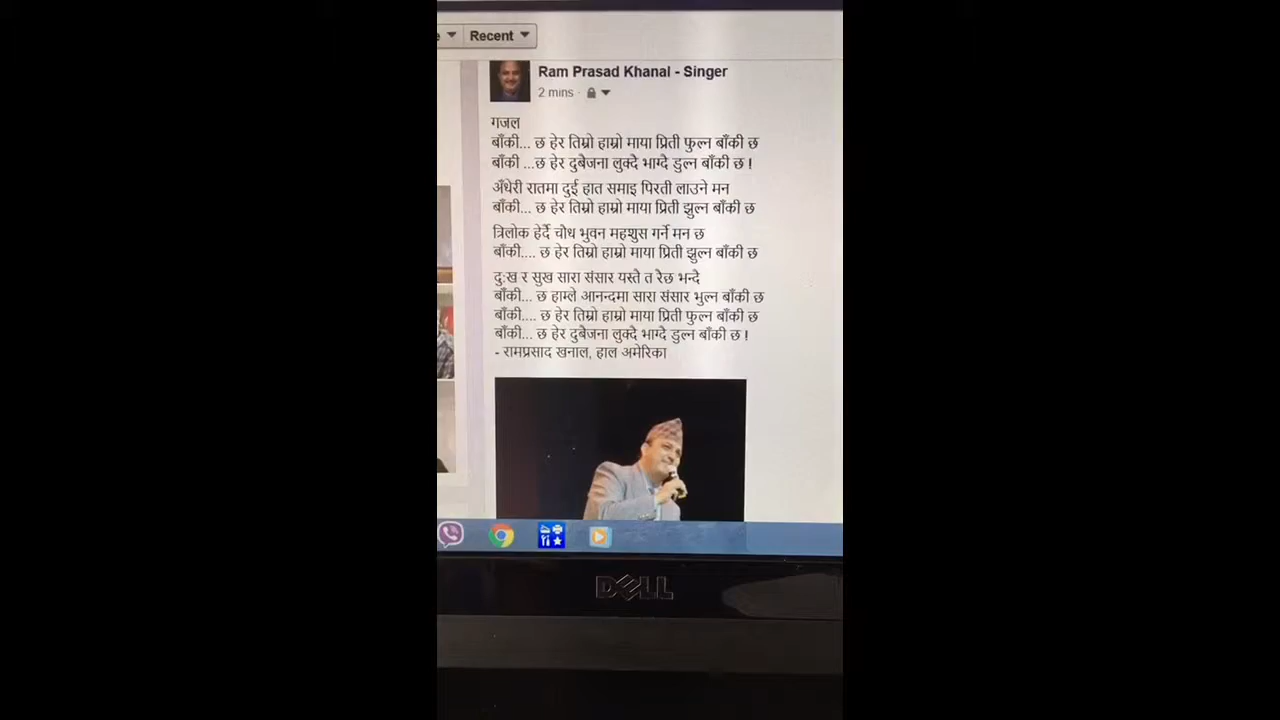 e Recent
Ram Prasad Khanal - Singer
2 mins ·
गजल
बाँकी... छ हेर तिम्रो हाम्रो माया प्रिती फुल्न बाँकी छ
बाँकी ...छ हेर दुबैजना लुक्दै भाग्दै डुल्न बाँकी छ !
अँधेरी रातमा दुई हात समाइ पिरती लाउने मन
बाँकी... छ हेर तिम्रो हाम्रो माया प्रिती झुल्न बाँकी छ
त्रिलोक हेर्दै चोध भुवन महशुस गर्ने मन छ
बाँकी.... छ हेर तिम्रो हाम्रो माया प्रिती झुल्न बाँकी छ
दु:ख र सुख सारा संसार यस्तै त रैछ भन्दे
बाँकी... छ हाम्ले आनन्दमा सारा संसार भुल्न बाँकी छ
बाँकी.... छ हेर तिम्रो हाम्रो माया प्रिती फुल्न बाँकी छ
बाँकी... छ हेर दुबैजना लुक्दै भाग्दै डुल्न बाँकी छ !
- रामप्रसाद खनाल, हाल अमेरिका
DELL